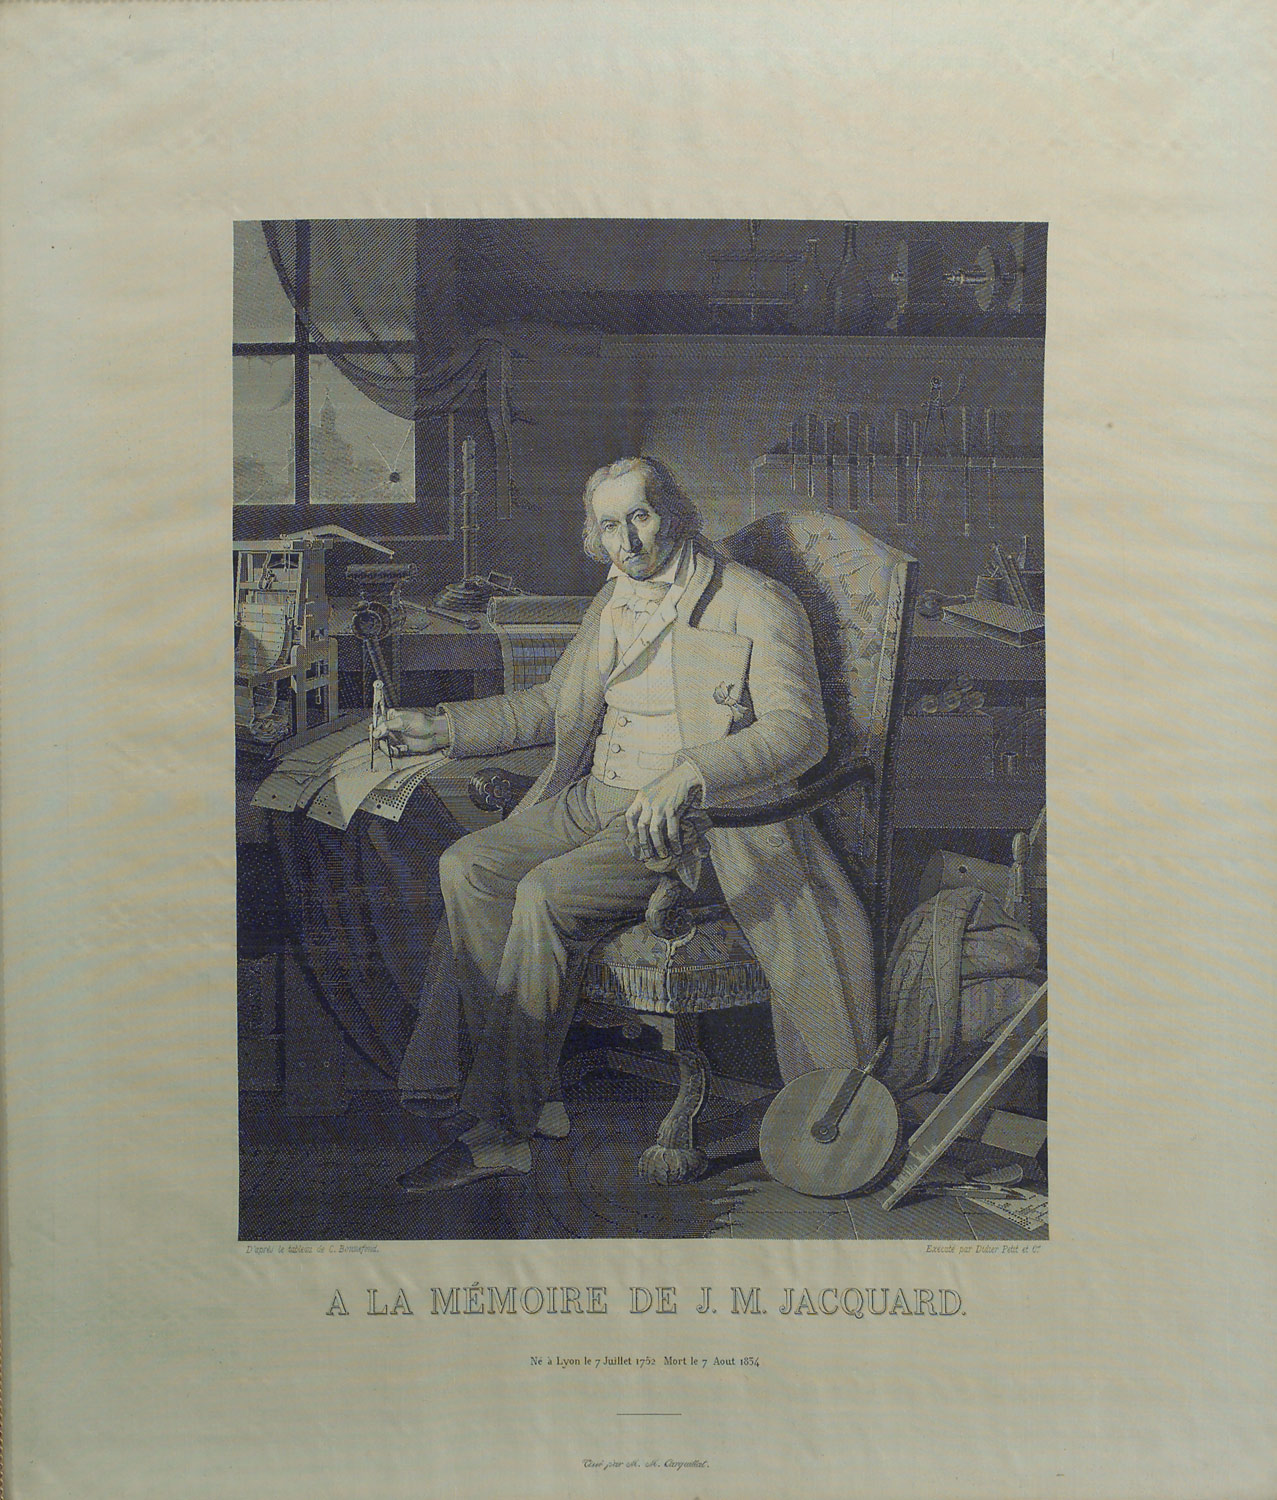 D'après le tableau de C. Bonnefond.
Exécuté par Didier Petit et Cie
A LA MÉMOIRE DE J. M. JACQUARD.
Né à Lyon le 7 Juillet 1752 Mort le 7 Aout 1834
Tissé par M. M. Carquillat.